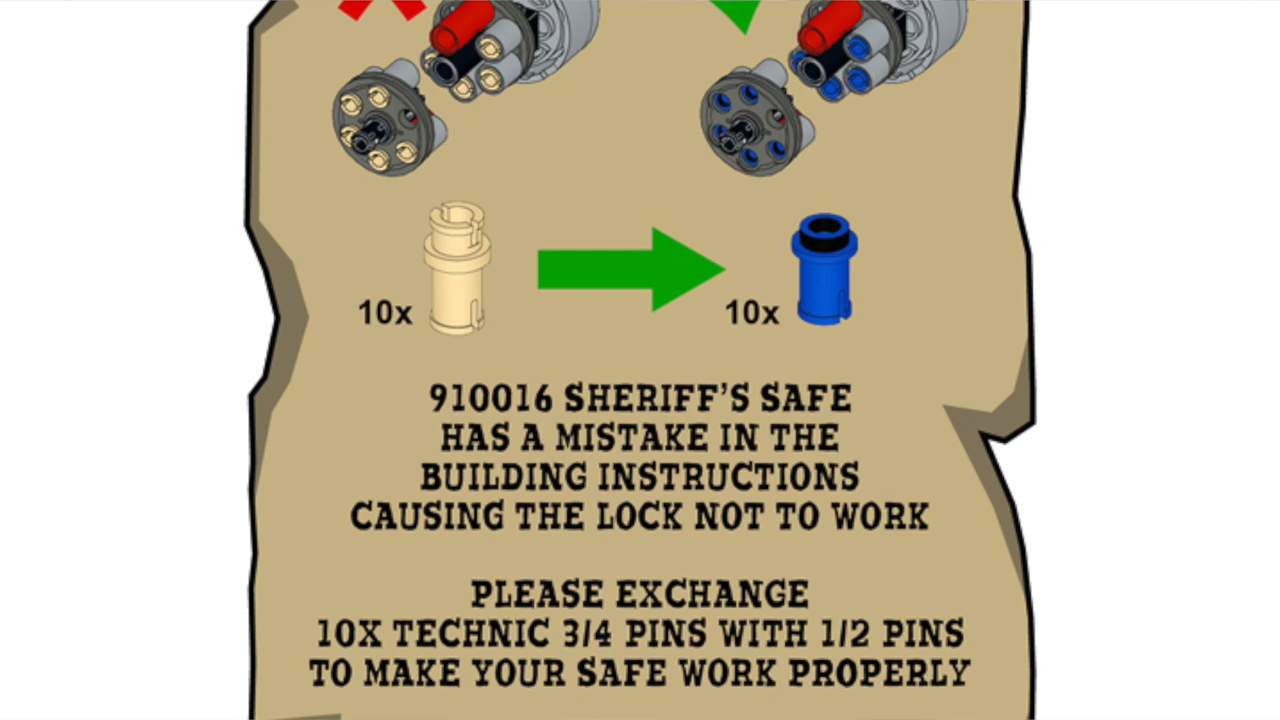 10x
10x
910016 SHERIFF'S SAFE
HAS A MISTAKE IN THE
BUILDING INSTRUCTIONS
CAUSING THE LOCK NOT TO WORK
PLEASE EXCHANGE
10X TECHNIC 3/4 PINS WITH 1/2 PINS
TO MAKE YOUR SAFE WORK PROPERLY